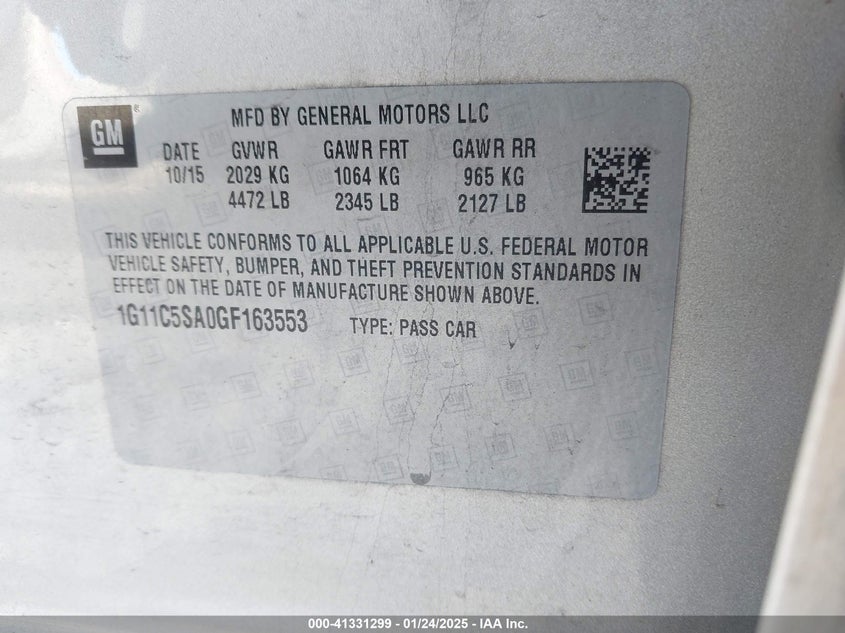 GM
MFD BY GENERAL MOTORS LLC
DATE GVWR GAWR FRT GAWR RR
10/15 2029 KG 1064 KG 965 KG
4472 LB 2345 LB 2127 LB
THIS VEHICLE CONFORMS TO ALL APPLICABLE U.S. FEDERAL MOTOR
VEHICLE SAFETY, BUMPER, AND THEFT PREVENTION STANDARDS IN
EFFECT ON THE DATE OF MANUFACTURE SHOWN ABOVE.
1G11C5SA0GF163553 TYPE: PASS CAR
000-41331299 - 01/24/2025 - IAA Inc.